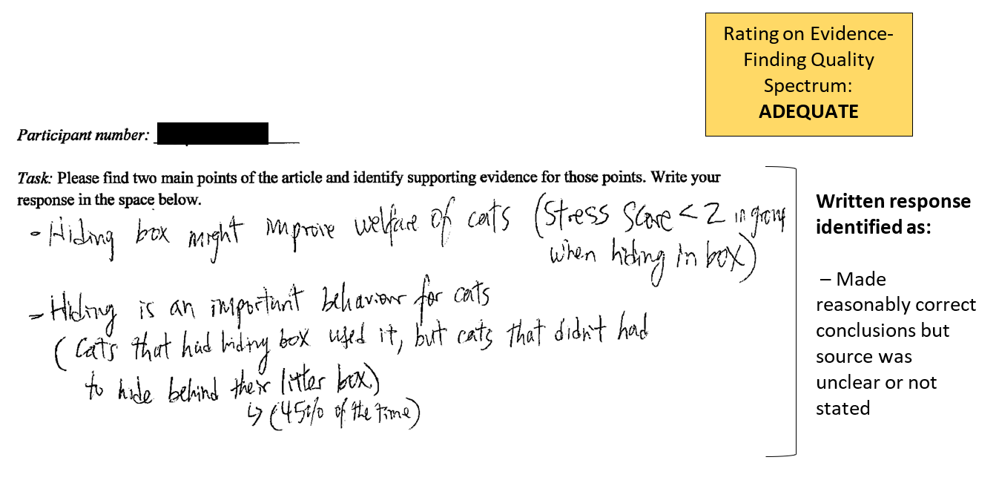 Rating on Evidence-
Finding Quality
Spectrum:
ADEQUATE
Participant number:
Task: Please find two main points of the article and identify supporting evidence for those points. Write your
response in the space below.
- Hiding box might improve welfare of cats (Stress Score < 2 in group
when hiding in box)
- Hiding is an important behaviour for cats
( Cats that had hiding box used it, but cats that didn't had
to hide behind their litter box)
↳ (45% of the time)
Written response
identified as:
– Made
reasonably correct
conclusions but
source was
unclear or not
stated